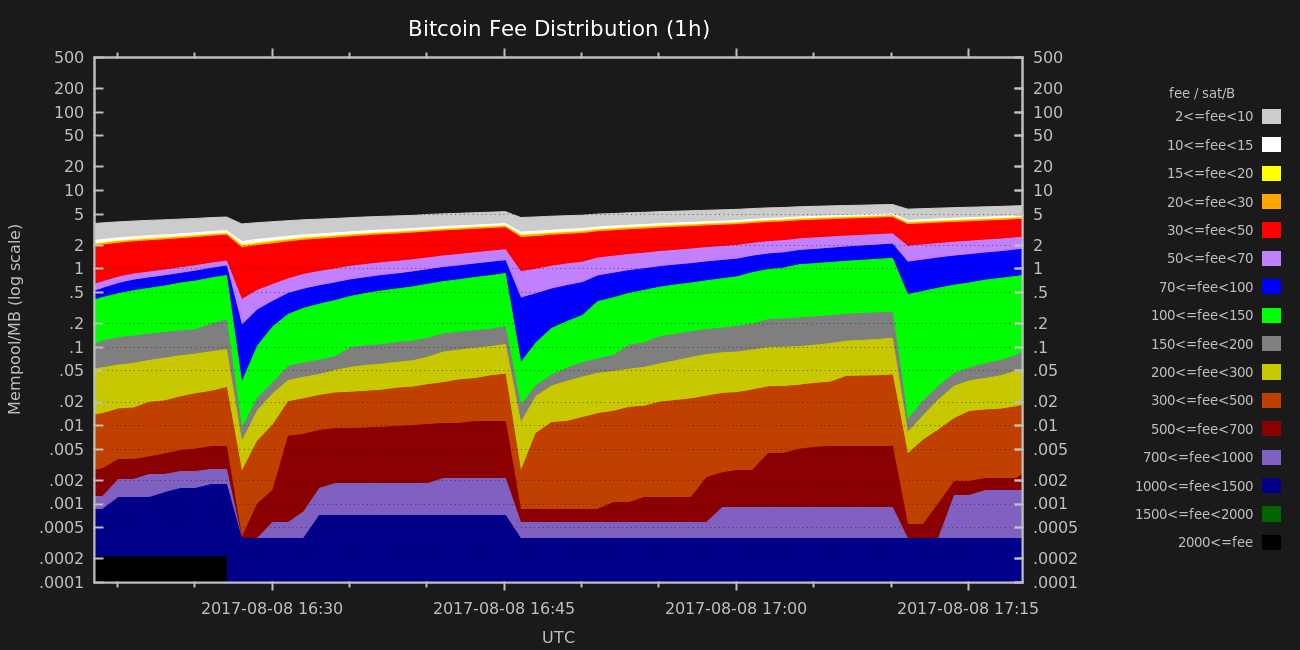 Bitcoin Fee Distribution (1h)
500 500
200 200
100 100
50 50
20 20
10 10
5 5
2 2
1 1
.5 .5
.2 .2
.1 .1
.05 .05
.02 .02
.01 .01
.005 .005
.002 .002
.001 .001
.0005 .0005
.0002 .0002
.0001 .0001
Mempool/MB (log scale)
2017-08-08 16:30 2017-08-08 16:45 2017-08-08 17:00 2017-08-08 17:15
UTC
fee / sat/B
2<=fee<10
10<=fee<15
15<=fee<20
20<=fee<30
30<=fee<50
50<=fee<70
70<=fee<100
100<=fee<150
150<=fee<200
200<=fee<300
300<=fee<500
500<=fee<700
700<=fee<1000
1000<=fee<1500
1500<=fee<2000
2000<=fee